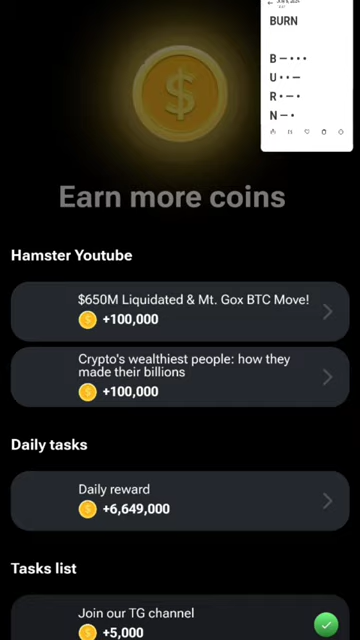 BURN
B – • • •
U • • –
R • – •
N – •
Earn more coins
Hamster Youtube
$650M Liquidated & Mt. Gox BTC Move!
+100,000
Crypto's wealthiest people: how they
made their billions
+100,000
Daily tasks
Daily reward
+6,649,000
Tasks list
Join our TG channel
+5,000